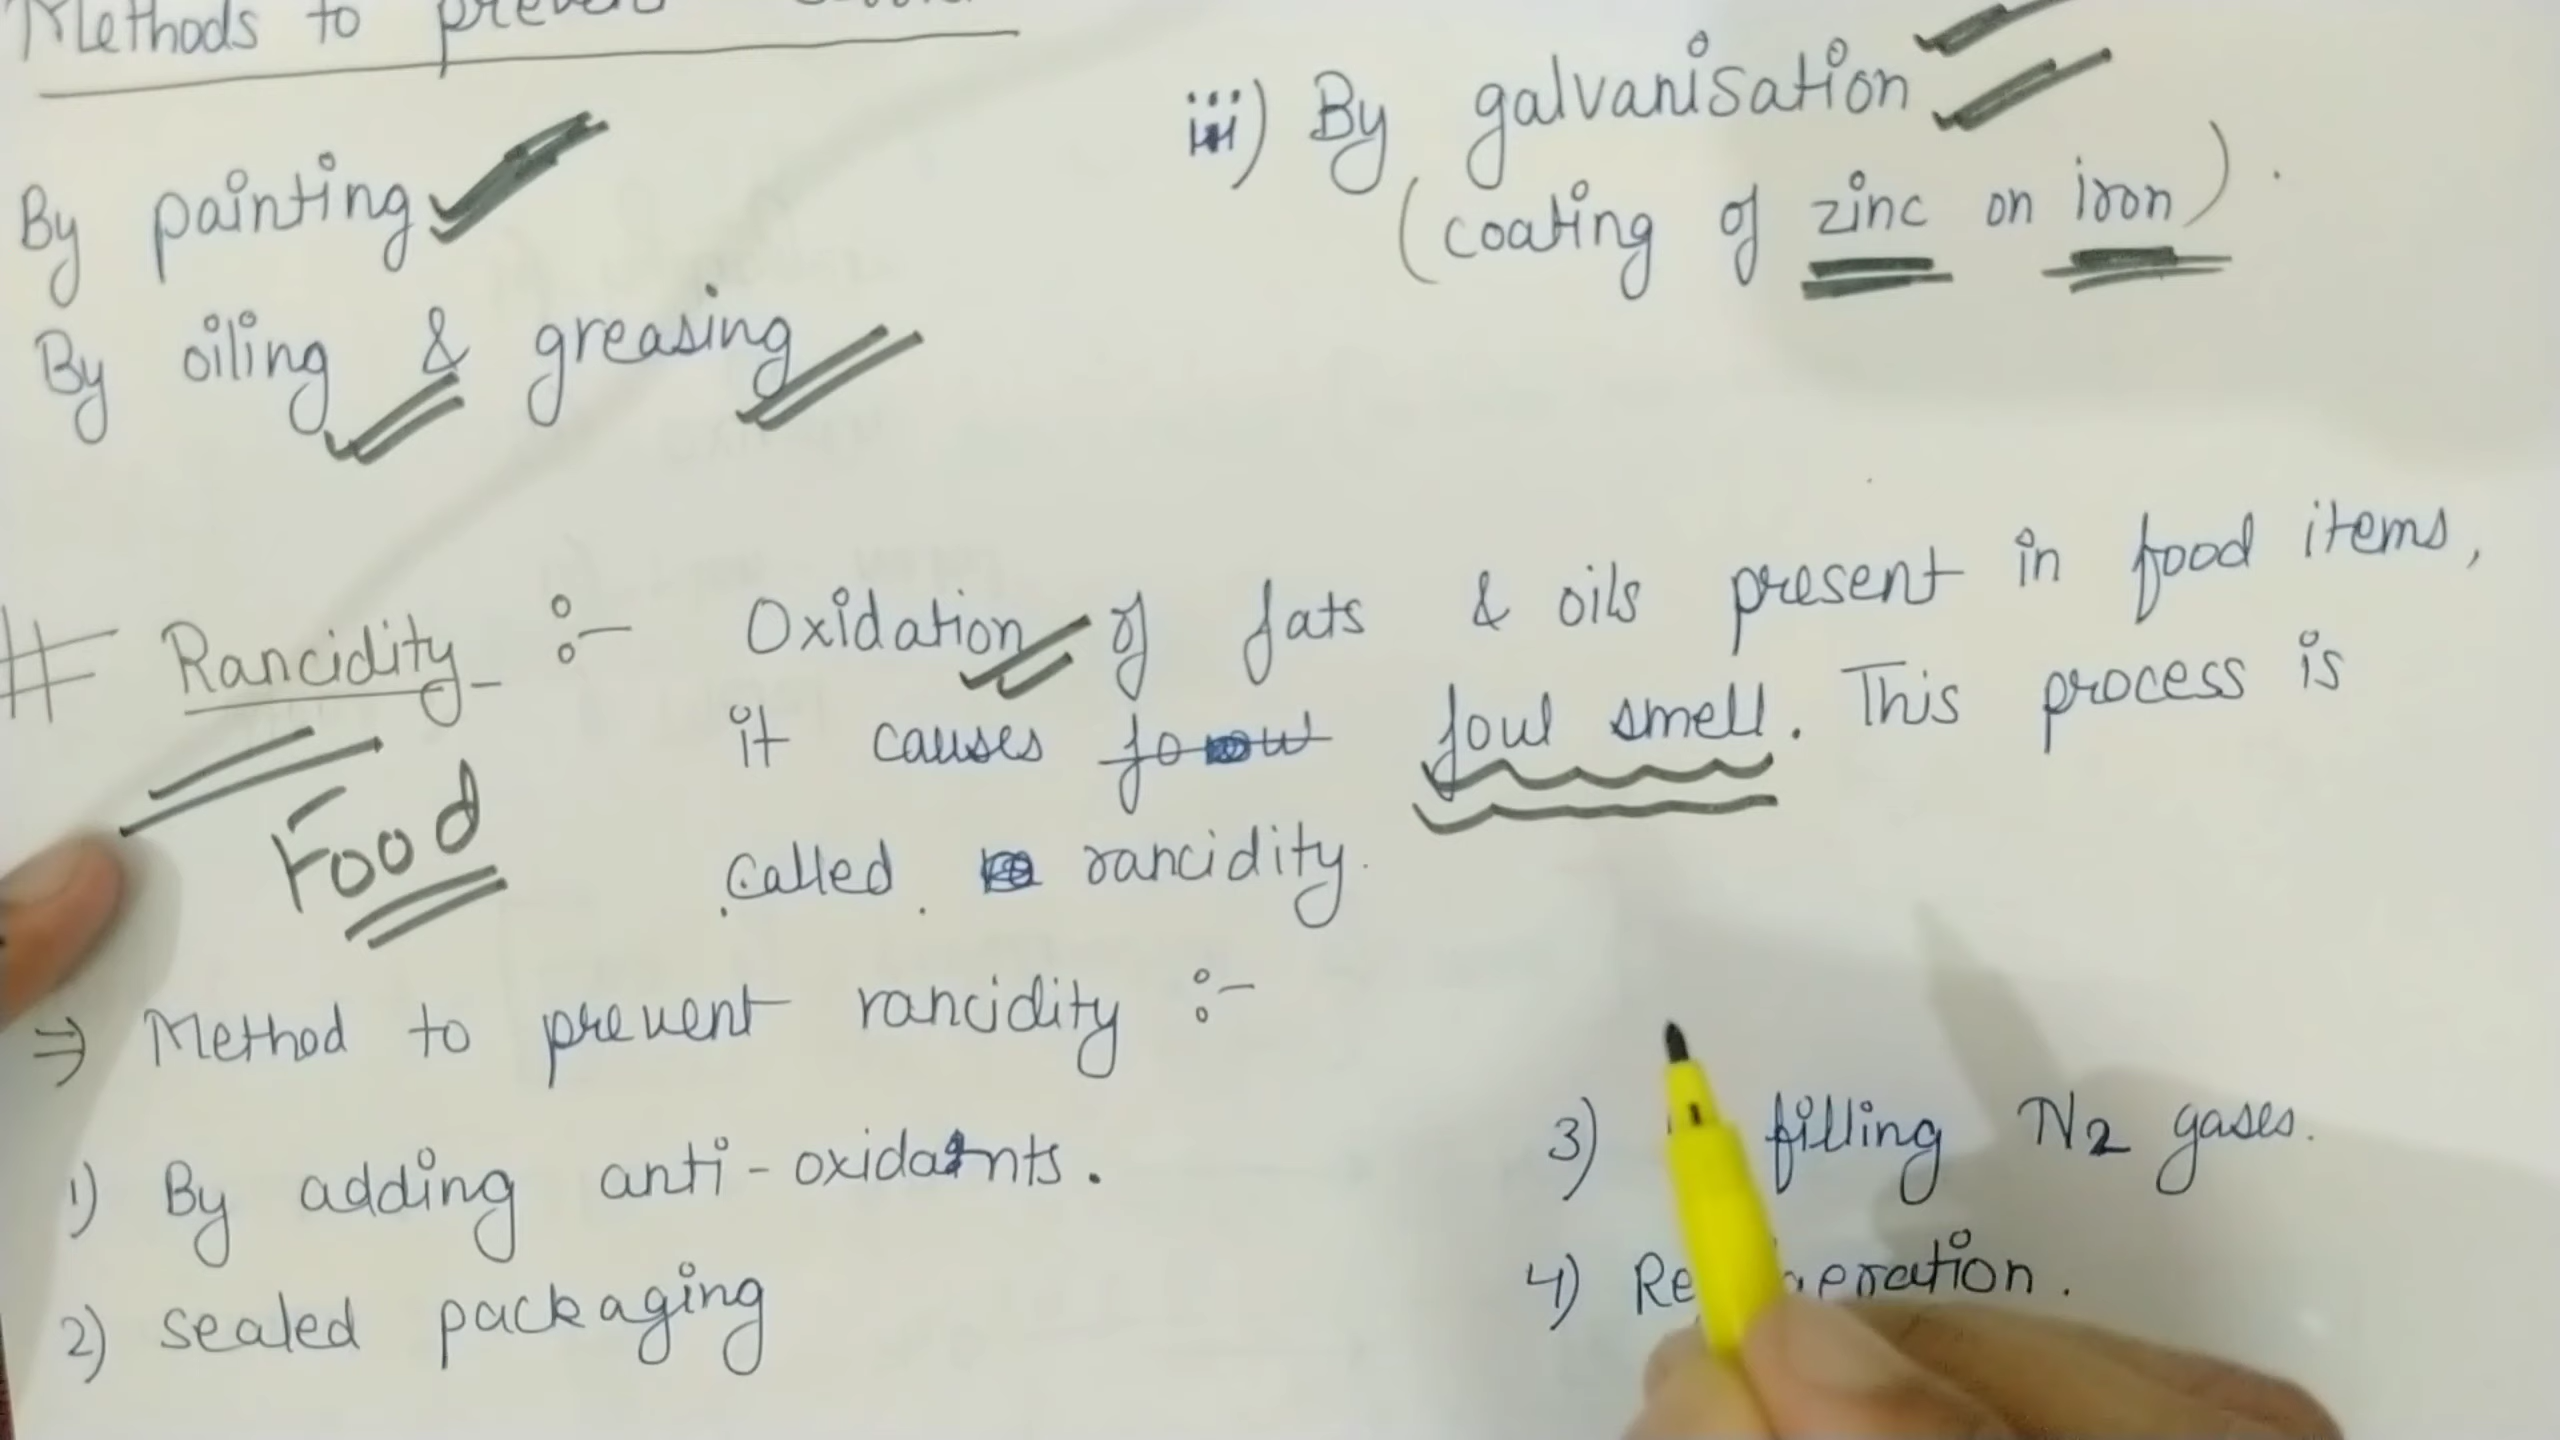 Methods to prevent
By painting
By oiling & greasing
iii) By galvanisation
(coating of zinc on iron).
# Rancidity :- Oxidation of fats & oils present in food items,
it causes foul smell. This process is
called rancidity.
Food
⇒ Method to prevent rancidity :-
1) By adding anti-oxidants.
2) sealed packaging
3) filling N2 gases.
4)